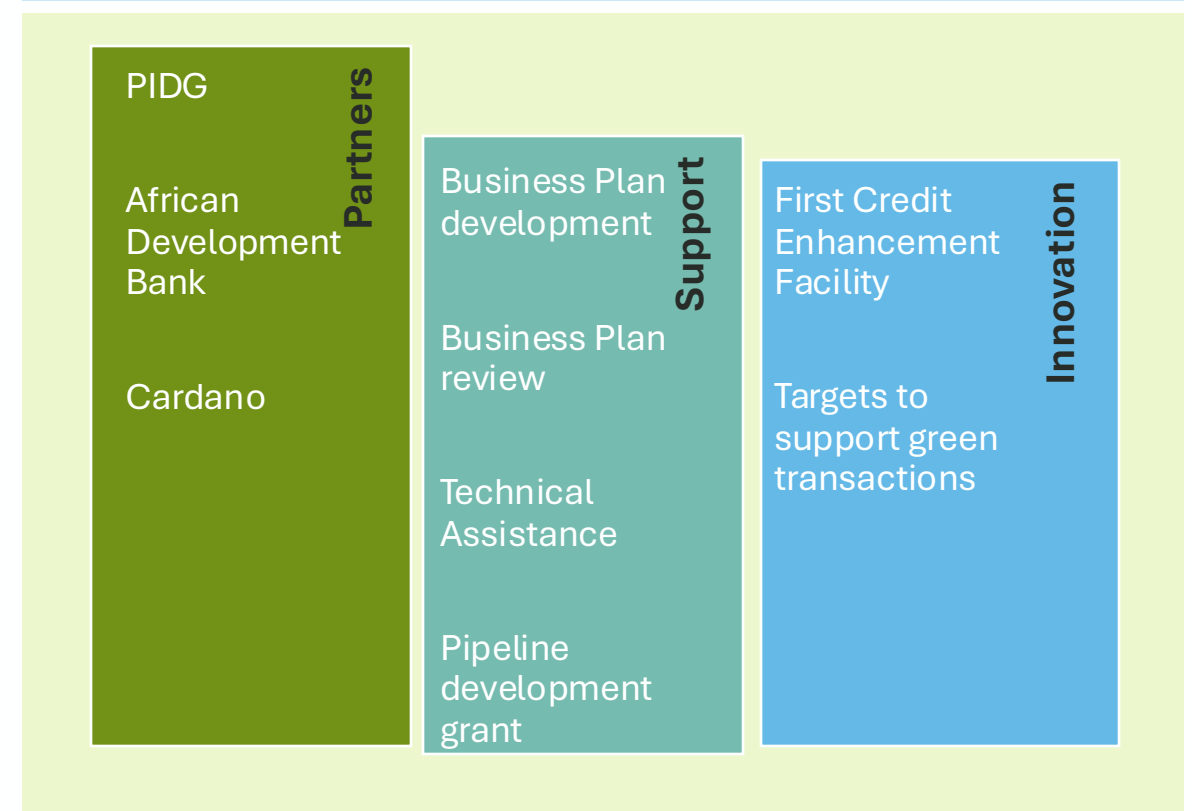 Partners
PIDG
African
Development
Bank
Cardano
Support
Business Plan
development
Business Plan
review
Technical
Assistance
Pipeline
development
grant
Innovation
First Credit
Enhancement
Facility
Targets to
support green
transactions